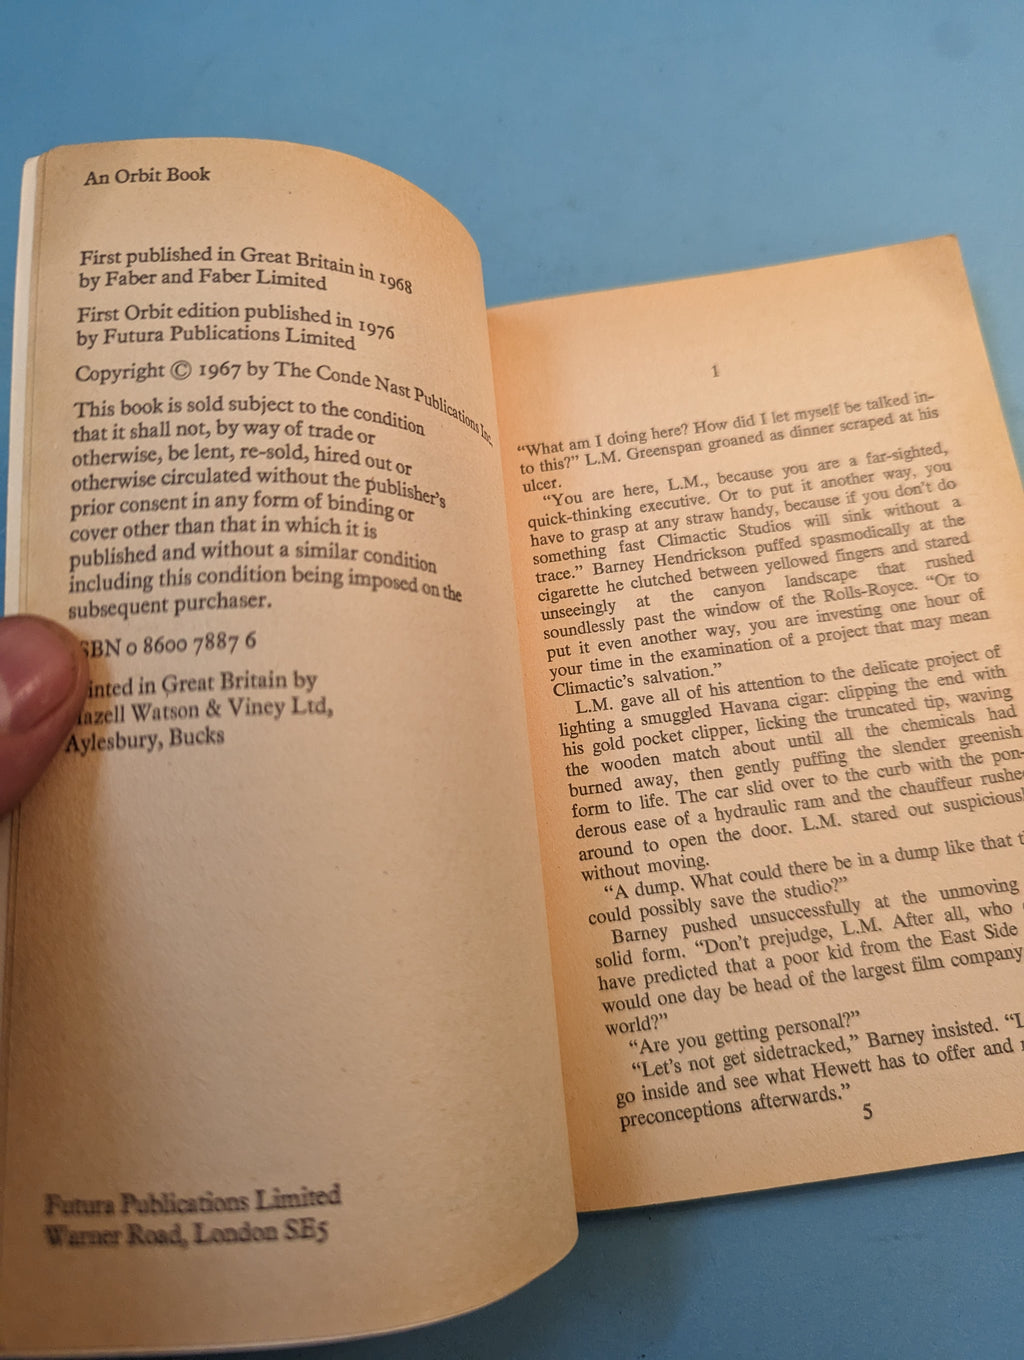 An Orbit Book
First published in Great Britain in 1968
by Faber and Faber Limited
First Orbit edition published in 1976
by Futura Publications Limited
Copyright © 1967 by The Conde Nast Publications Inc.
This book is sold subject to the condition
that it shall not, by way of trade or
otherwise, be lent, re-sold, hired out or
otherwise circulated without the publisher's
prior consent in any form of binding or
cover other than that in which it is
published and without a similar condition
including this condition being imposed on the
subsequent purchaser.
SBN 0 8600 7887 6
inted in Great Britain by
azell Watson & Viney Ltd,
Aylesbury, Bucks
Futura Publications Limited
Warner Road, London SE5
1
"What am I doing here? How did I let myself be talked in-
to this?" L.M. Greenspan groaned as dinner scraped at his
ulcer.
"You are here, L.M., because you are a far-sighted,
quick-thinking executive. Or to put it another way, you
have to grasp at any straw handy, because if you don't do
something fast Climactic Studios will sink without a
trace." Barney Hendrickson puffed spasmodically at the
cigarette he clutched between yellowed fingers and stared
unseeingly at the canyon landscape that rushed
soundlessly past the window of the Rolls-Royce. "Or to
put it even another way, you are investing one hour of
your time in the examination of a project that may mean
Climactic's salvation."
L.M. gave all of his attention to the delicate project of
lighting a smuggled Havana cigar: clipping the end with
his gold pocket clipper, licking the truncated tip, waving
the wooden match about until all the chemicals had
burned away, then gently puffing the slender greenish
form to life. The car slid over to the curb with the pon-
derous ease of a hydraulic ram and the chauffeur rushe
around to open the door. L.M. stared out suspicious
without moving.
"A dump. What could there be in a dump like that t
could possibly save the studio?"
Barney pushed unsuccessfully at the unmoving
solid form. "Don't prejudge, L.M. After all, who
have predicted that a poor kid from the East Side
would one day be head of the largest film company
world?"
"Are you getting personal?"
"Let's not get sidetracked," Barney insisted. "L
go inside and see what Hewett has to offer and
preconceptions afterwards."
5